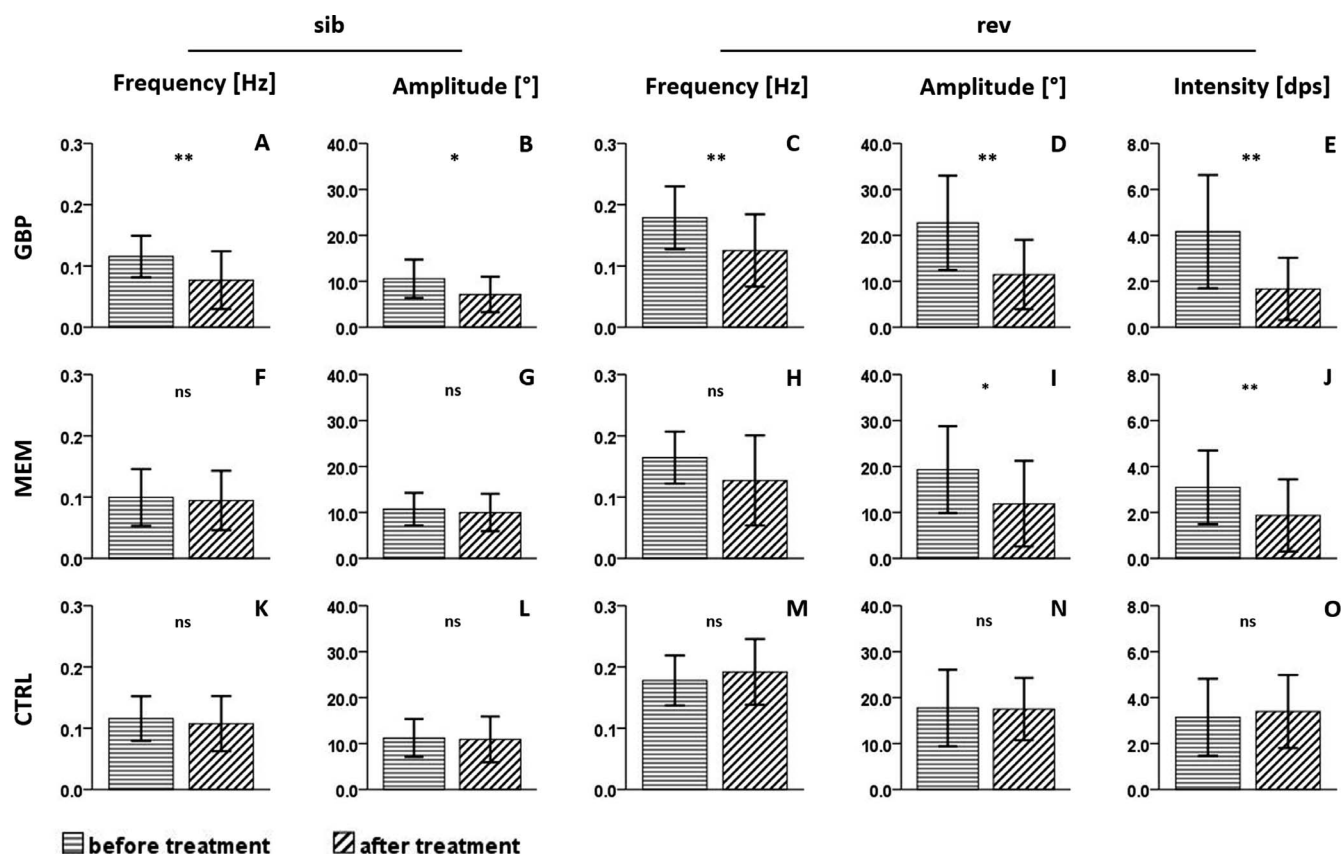 sib rev
Frequency [Hz] Amplitude [°] Frequency [Hz] Amplitude [°] Intensity [dps]
GBP
0.3 ** A
0.2
0.1
0.0
40.0 * B
30.0
20.0
10.0
0.0
0.3 ** C
0.2
0.1
0.0
40.0 ** D
30.0
20.0
10.0
0.0
8.0 ** E
6.0
4.0
2.0
0.0
MEM
0.3 ns F
0.2
0.1
0.0
40.0 ns G
30.0
20.0
10.0
0.0
0.3 ns H
0.2
0.1
0.0
40.0 * I
30.0
20.0
10.0
0.0
8.0 ** J
6.0
4.0
2.0
0.0
CTRL
0.3 ns K
0.2
0.1
0.0
40.0 ns L
30.0
20.0
10.0
0.0
0.3 ns M
0.2
0.1
0.0
40.0 ns N
30.0
20.0
10.0
0.0
8.0 ns O
6.0
4.0
2.0
0.0
before treatment after treatment